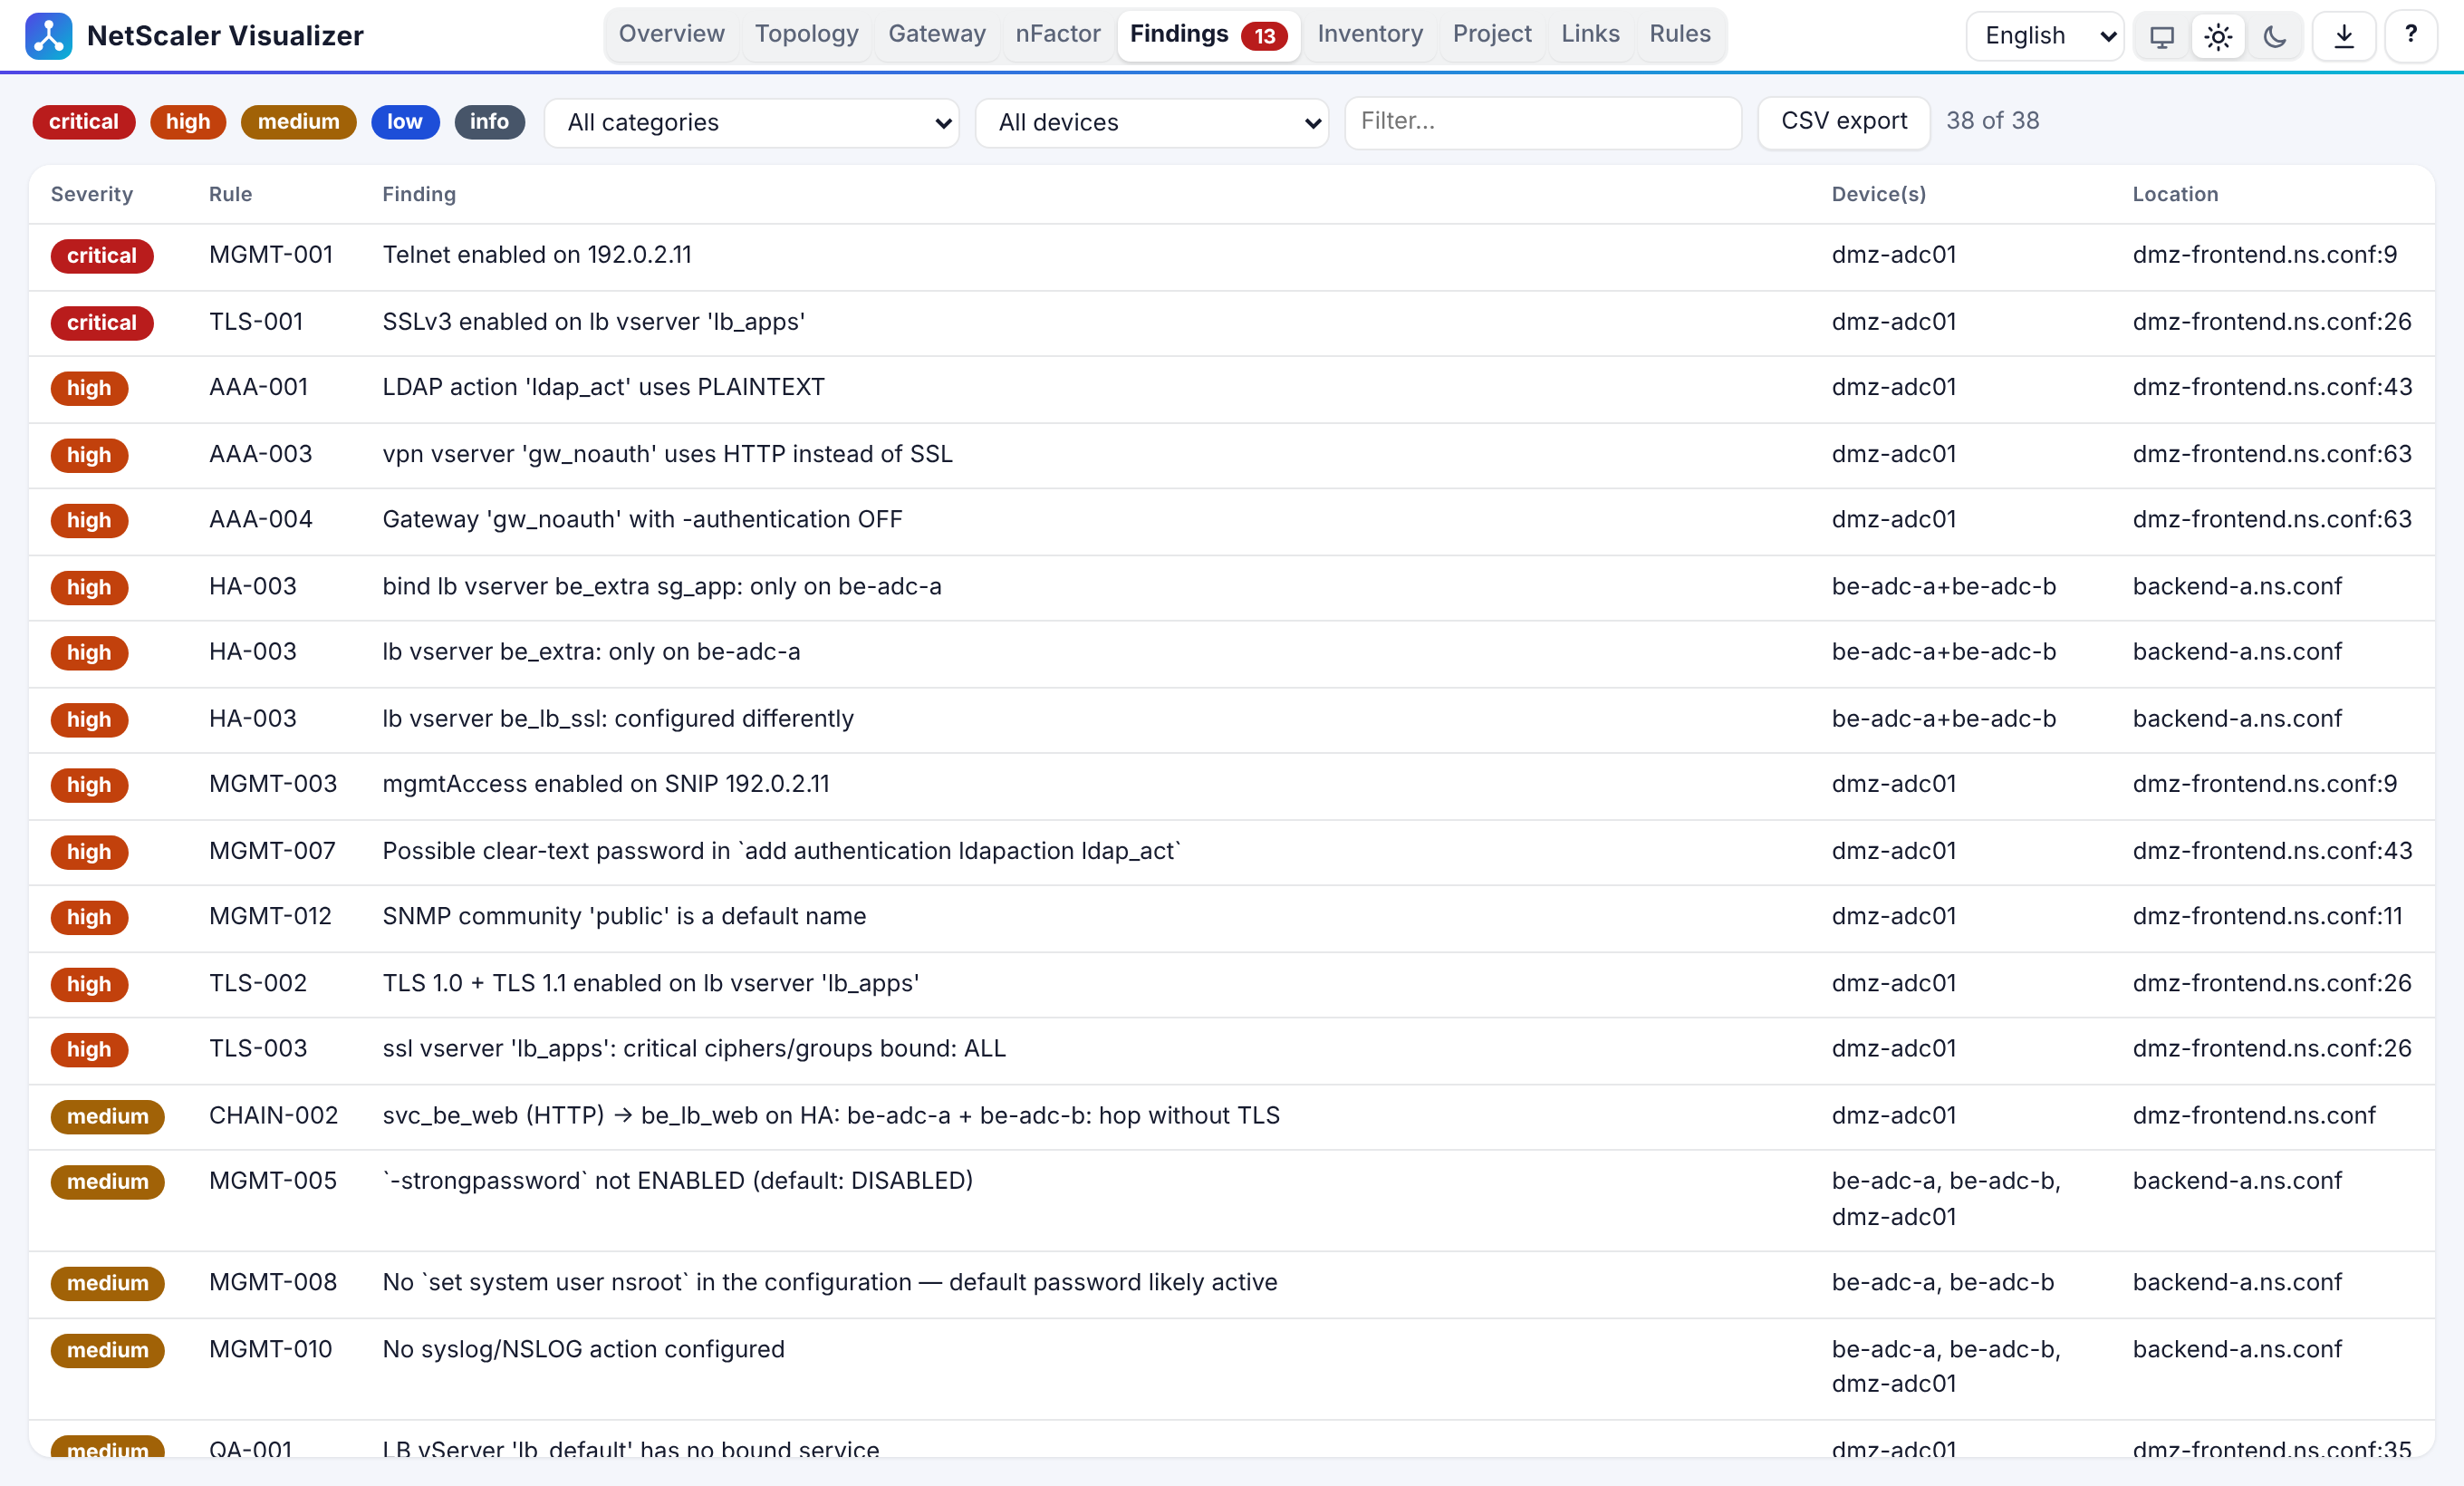 NetScaler Visualizer
Overview Topology Gateway nFactor Findings 13 Inventory Project Links Rules
English ?
critical high medium low info All categories All devices Filter... CSV export 38 of 38
Severity Rule Finding Device(s) Location
critical MGMT-001 Telnet enabled on 192.0.2.11 dmz-adc01 dmz-frontend.ns.conf:9
critical TLS-001 SSLv3 enabled on lb vserver 'lb_apps' dmz-adc01 dmz-frontend.ns.conf:26
high AAA-001 LDAP action 'ldap_act' uses PLAINTEXT dmz-adc01 dmz-frontend.ns.conf:43
high AAA-003 vpn vserver 'gw_noauth' uses HTTP instead of SSL dmz-adc01 dmz-frontend.ns.conf:63
high AAA-004 Gateway 'gw_noauth' with -authentication OFF dmz-adc01 dmz-frontend.ns.conf:63
high HA-003 bind lb vserver be_extra sg_app: only on be-adc-a be-adc-a+be-adc-b backend-a.ns.conf
high HA-003 lb vserver be_extra: only on be-adc-a be-adc-a+be-adc-b backend-a.ns.conf
high HA-003 lb vserver be_lb_ssl: configured differently be-adc-a+be-adc-b backend-a.ns.conf
high MGMT-003 mgmtAccess enabled on SNIP 192.0.2.11 dmz-adc01 dmz-frontend.ns.conf:9
high MGMT-007 Possible clear-text password in `add authentication ldapaction ldap_act` dmz-adc01 dmz-frontend.ns.conf:43
high MGMT-012 SNMP community 'public' is a default name dmz-adc01 dmz-frontend.ns.conf:11
high TLS-002 TLS 1.0 + TLS 1.1 enabled on lb vserver 'lb_apps' dmz-adc01 dmz-frontend.ns.conf:26
high TLS-003 ssl vserver 'lb_apps': critical ciphers/groups bound: ALL dmz-adc01 dmz-frontend.ns.conf:26
medium CHAIN-002 svc_be_web (HTTP) → be_lb_web on HA: be-adc-a + be-adc-b: hop without TLS dmz-adc01 dmz-frontend.ns.conf
medium MGMT-005 `-strongpassword` not ENABLED (default: DISABLED) be-adc-a, be-adc-b, backend-a.ns.conf
dmz-adc01
medium MGMT-008 No `set system user nsroot` in the configuration — default password likely active be-adc-a, be-adc-b backend-a.ns.conf
medium MGMT-010 No syslog/NSLOG action configured be-adc-a, be-adc-b, backend-a.ns.conf
dmz-adc01
medium QA-001 LB vServer 'lb_default' has no bound service dmz-adc01 dmz-frontend.ns.conf:35